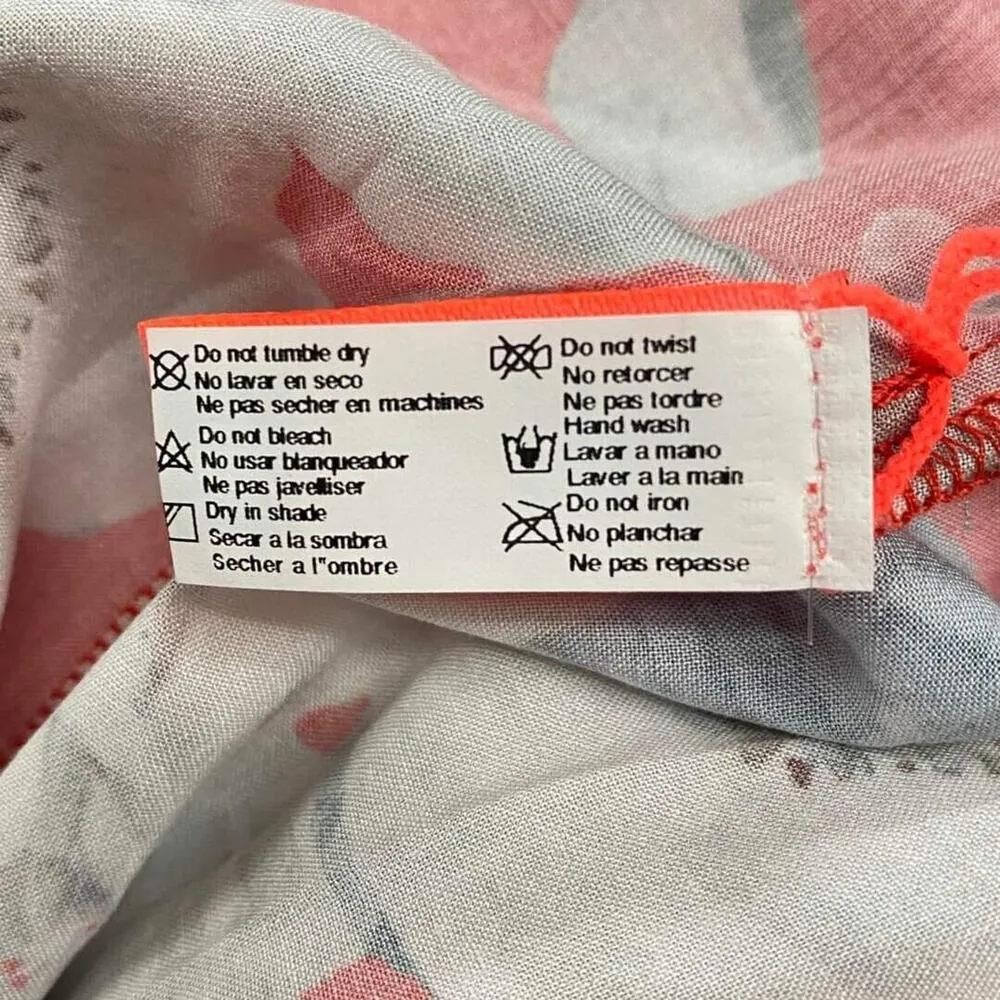 Do not tumble dry
No lavar en seco
Ne pas secher en machines
Do not bleach
No usar blanqueador
Ne pas javelliser
Dry in shade
Secar a la sombra
Secher a l"ombre
Do not twist
No retorcer
Ne pas tordre
Hand wash
Lavar a mano
Laver a la main
Do not iron
No planchar
Ne pas repasse